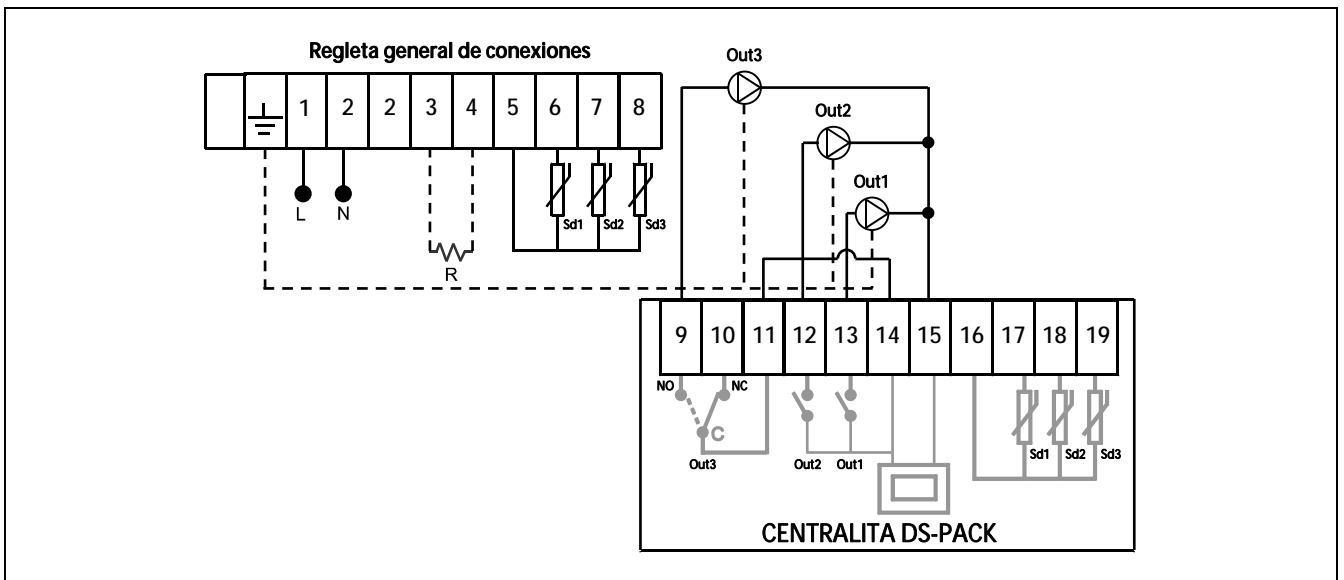 Regleta general de conexiones
1 2 2 3 4 5 6 7 8
L N
R
Sd1 Sd2 Sd3
Out3
Out2
Out1
9 10 11 12 13 14 15 16 17 18 19
NO NC
C
Out3 Out2 Out1
Sd1 Sd2 Sd3
CENTRALITA DS-PACK